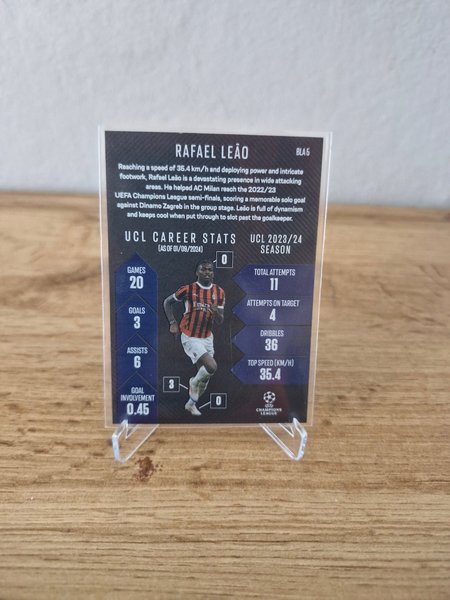 RAFAEL LEÃO
BLA 6
Reaching a speed of 35.4 km/h and deploying power and intricate
footwork, Rafael Leão is a devastating presence in wide attacking
areas. He helped AC Milan reach the 2022/23
UEFA Champions League semi-finals, scoring a memorable solo goal
against Dinamo Zagreb in the group stage. Leão is full of dynamism
and keeps cool when put through to slot past the goalkeeper.
UCL CAREER STATS
(AS OF 01/09/2024)
GAMES
20
GOALS
3
ASSISTS
6
GOAL
INVOLVEMENT
0.45
0
3
0
UCL 2023/24
SEASON
TOTAL ATTEMPTS
11
ATTEMPTS ON TARGET
4
DRIBBLES
36
TOP SPEED (KM/H)
35.4
CHAMPIONS
LEAGUE